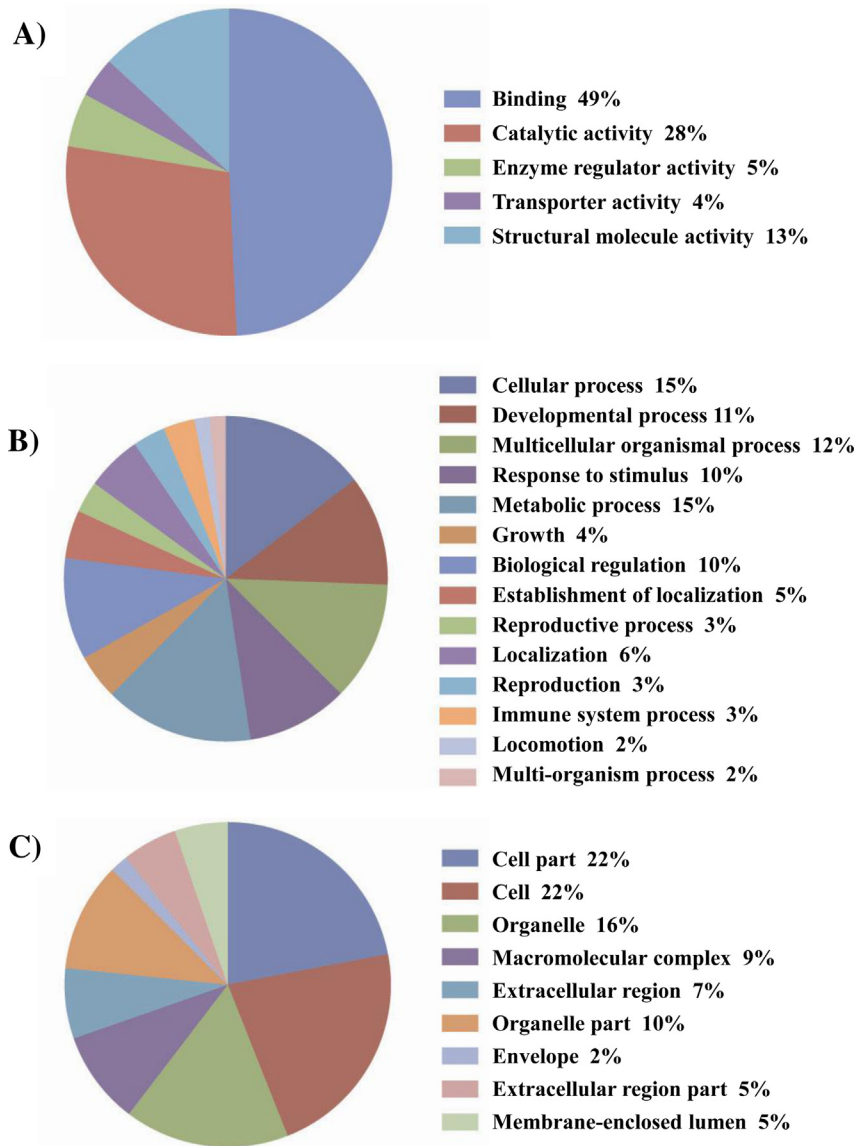 A)
Binding 49%
Catalytic activity 28%
Enzyme regulator activity 5%
Transporter activity 4%
Structural molecule activity 13%
B)
Cellular process 15%
Developmental process 11%
Multicellular organismal process 12%
Response to stimulus 10%
Metabolic process 15%
Growth 4%
Biological regulation 10%
Establishment of localization 5%
Reproductive process 3%
Localization 6%
Reproduction 3%
Immune system process 3%
Locomotion 2%
Multi-organism process 2%
C)
Cell part 22%
Cell 22%
Organelle 16%
Macromolecular complex 9%
Extracellular region 7%
Organelle part 10%
Envelope 2%
Extracellular region part 5%
Membrane-enclosed lumen 5%